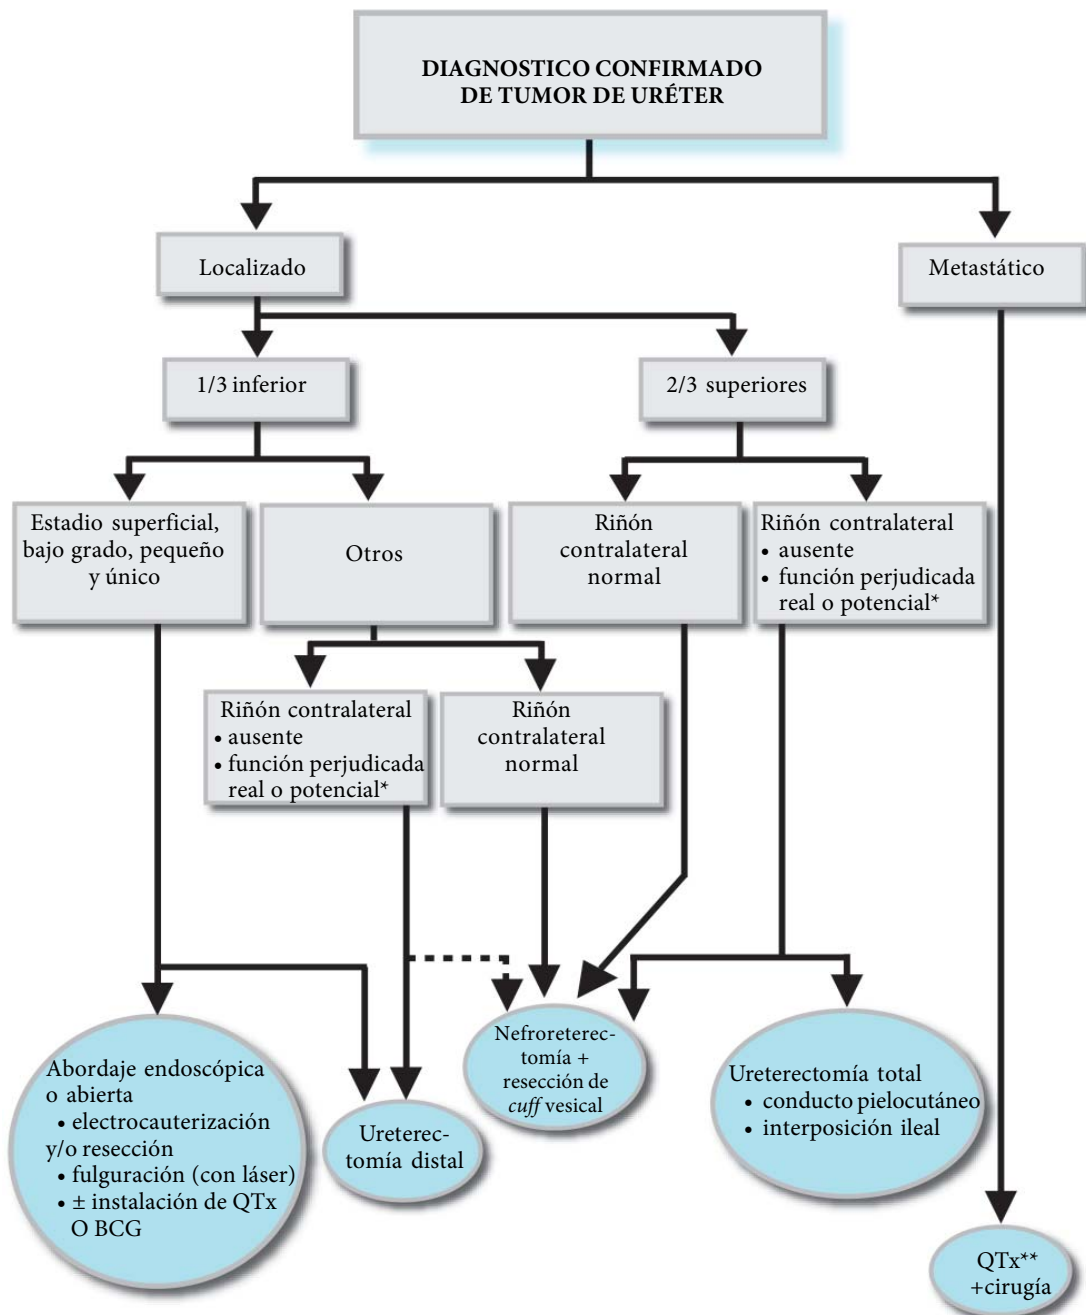 DIAGNOSTICO CONFIRMADO
DE TUMOR DE URÉTER
Localizado
Metastático
1/3 inferior
2/3 superiores
Estadio superficial,
bajo grado, pequeño
y único
Otros
Riñón
contralateral
normal
Riñón contralateral
• ausente
• función perjudicada
real o potencial*
Riñón contralateral
• ausente
• función perjudicada
real o potencial*
Riñón
contralateral
normal
Abordaje endoscópica
o abierta
• electrocauterización
y/o resección
• fulguración (con láser)
• ± instalación de QTx
O BCG
Ureterec-
tomía distal
Nefroreterec-
tomía +
resección de
cuff vesical
Ureterectomía total
• conducto pielocutáneo
• interposición ileal
QTx**
+cirugía